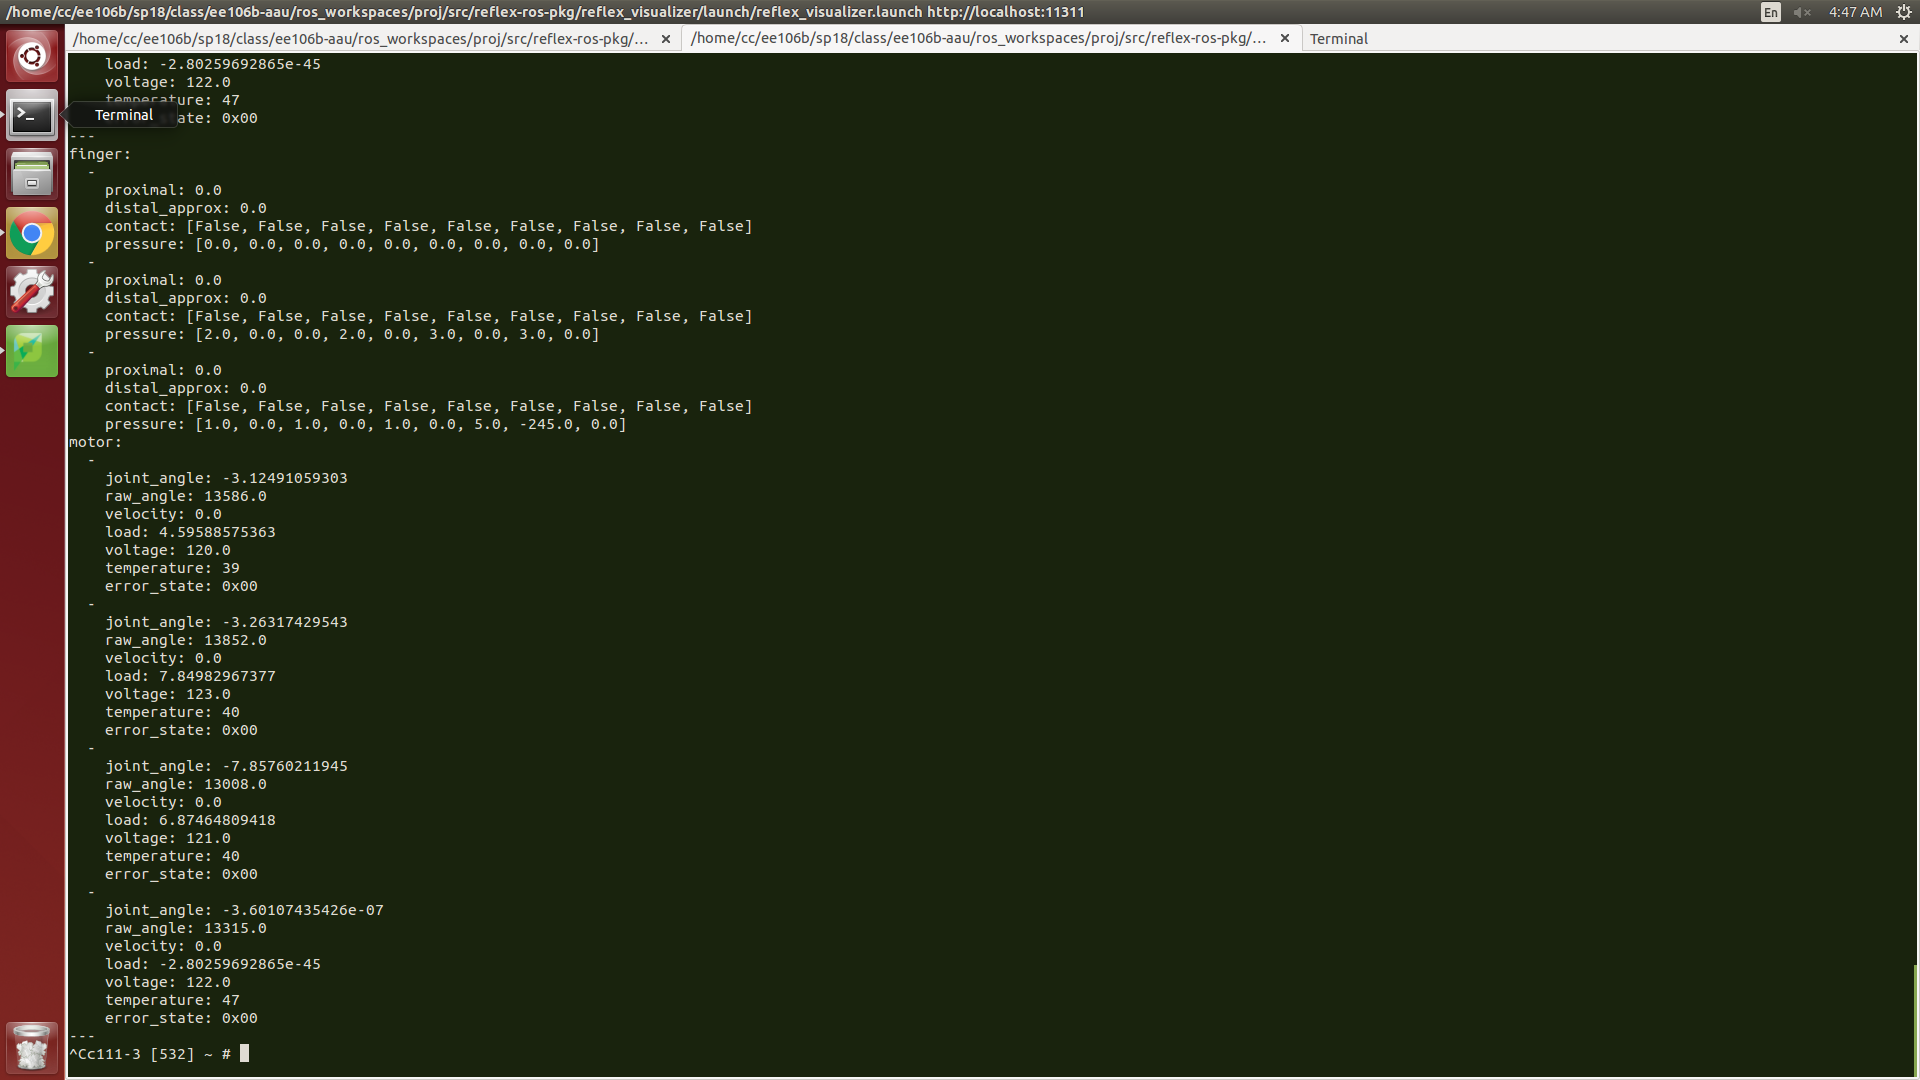 /home/cc/ee106b/sp18/class/ee106b-aau/ros_workspaces/proj/src/reflex-ros-pkg/reflex_visualizer/launch/reflex_visualizer.launch http://localhost:11311
En
4:47 AM
/home/cc/ee106b/sp18/class/ee106b-aau/ros_workspaces/proj/src/reflex-ros-pkg/... ×
/home/cc/ee106b/sp18/class/ee106b-aau/ros_workspaces/proj/src/reflex-ros-pkg/... ×
Terminal ×
load: -2.80259692865e-45
voltage: 122.0
temperature: 47
Terminal
ate: 0x00
---
finger:
-
proximal: 0.0
distal_approx: 0.0
contact: [False, False, False, False, False, False, False, False, False]
pressure: [0.0, 0.0, 0.0, 0.0, 0.0, 0.0, 0.0, 0.0, 0.0]
-
proximal: 0.0
distal_approx: 0.0
contact: [False, False, False, False, False, False, False, False, False]
pressure: [2.0, 0.0, 0.0, 2.0, 0.0, 3.0, 0.0, 3.0, 0.0]
-
proximal: 0.0
distal_approx: 0.0
contact: [False, False, False, False, False, False, False, False, False]
pressure: [1.0, 0.0, 1.0, 0.0, 1.0, 0.0, 5.0, -245.0, 0.0]
motor:
-
joint_angle: -3.12491059303
raw_angle: 13586.0
velocity: 0.0
load: 4.59588575363
voltage: 120.0
temperature: 39
error_state: 0x00
-
joint_angle: -3.26317429543
raw_angle: 13852.0
velocity: 0.0
load: 7.84982967377
voltage: 123.0
temperature: 40
error_state: 0x00
-
joint_angle: -7.85760211945
raw_angle: 13008.0
velocity: 0.0
load: 6.87464809418
voltage: 121.0
temperature: 40
error_state: 0x00
-
joint_angle: -3.60107435426e-07
raw_angle: 13315.0
velocity: 0.0
load: -2.80259692865e-45
voltage: 122.0
temperature: 47
error_state: 0x00
---
^Cc111-3 [532] ~ #